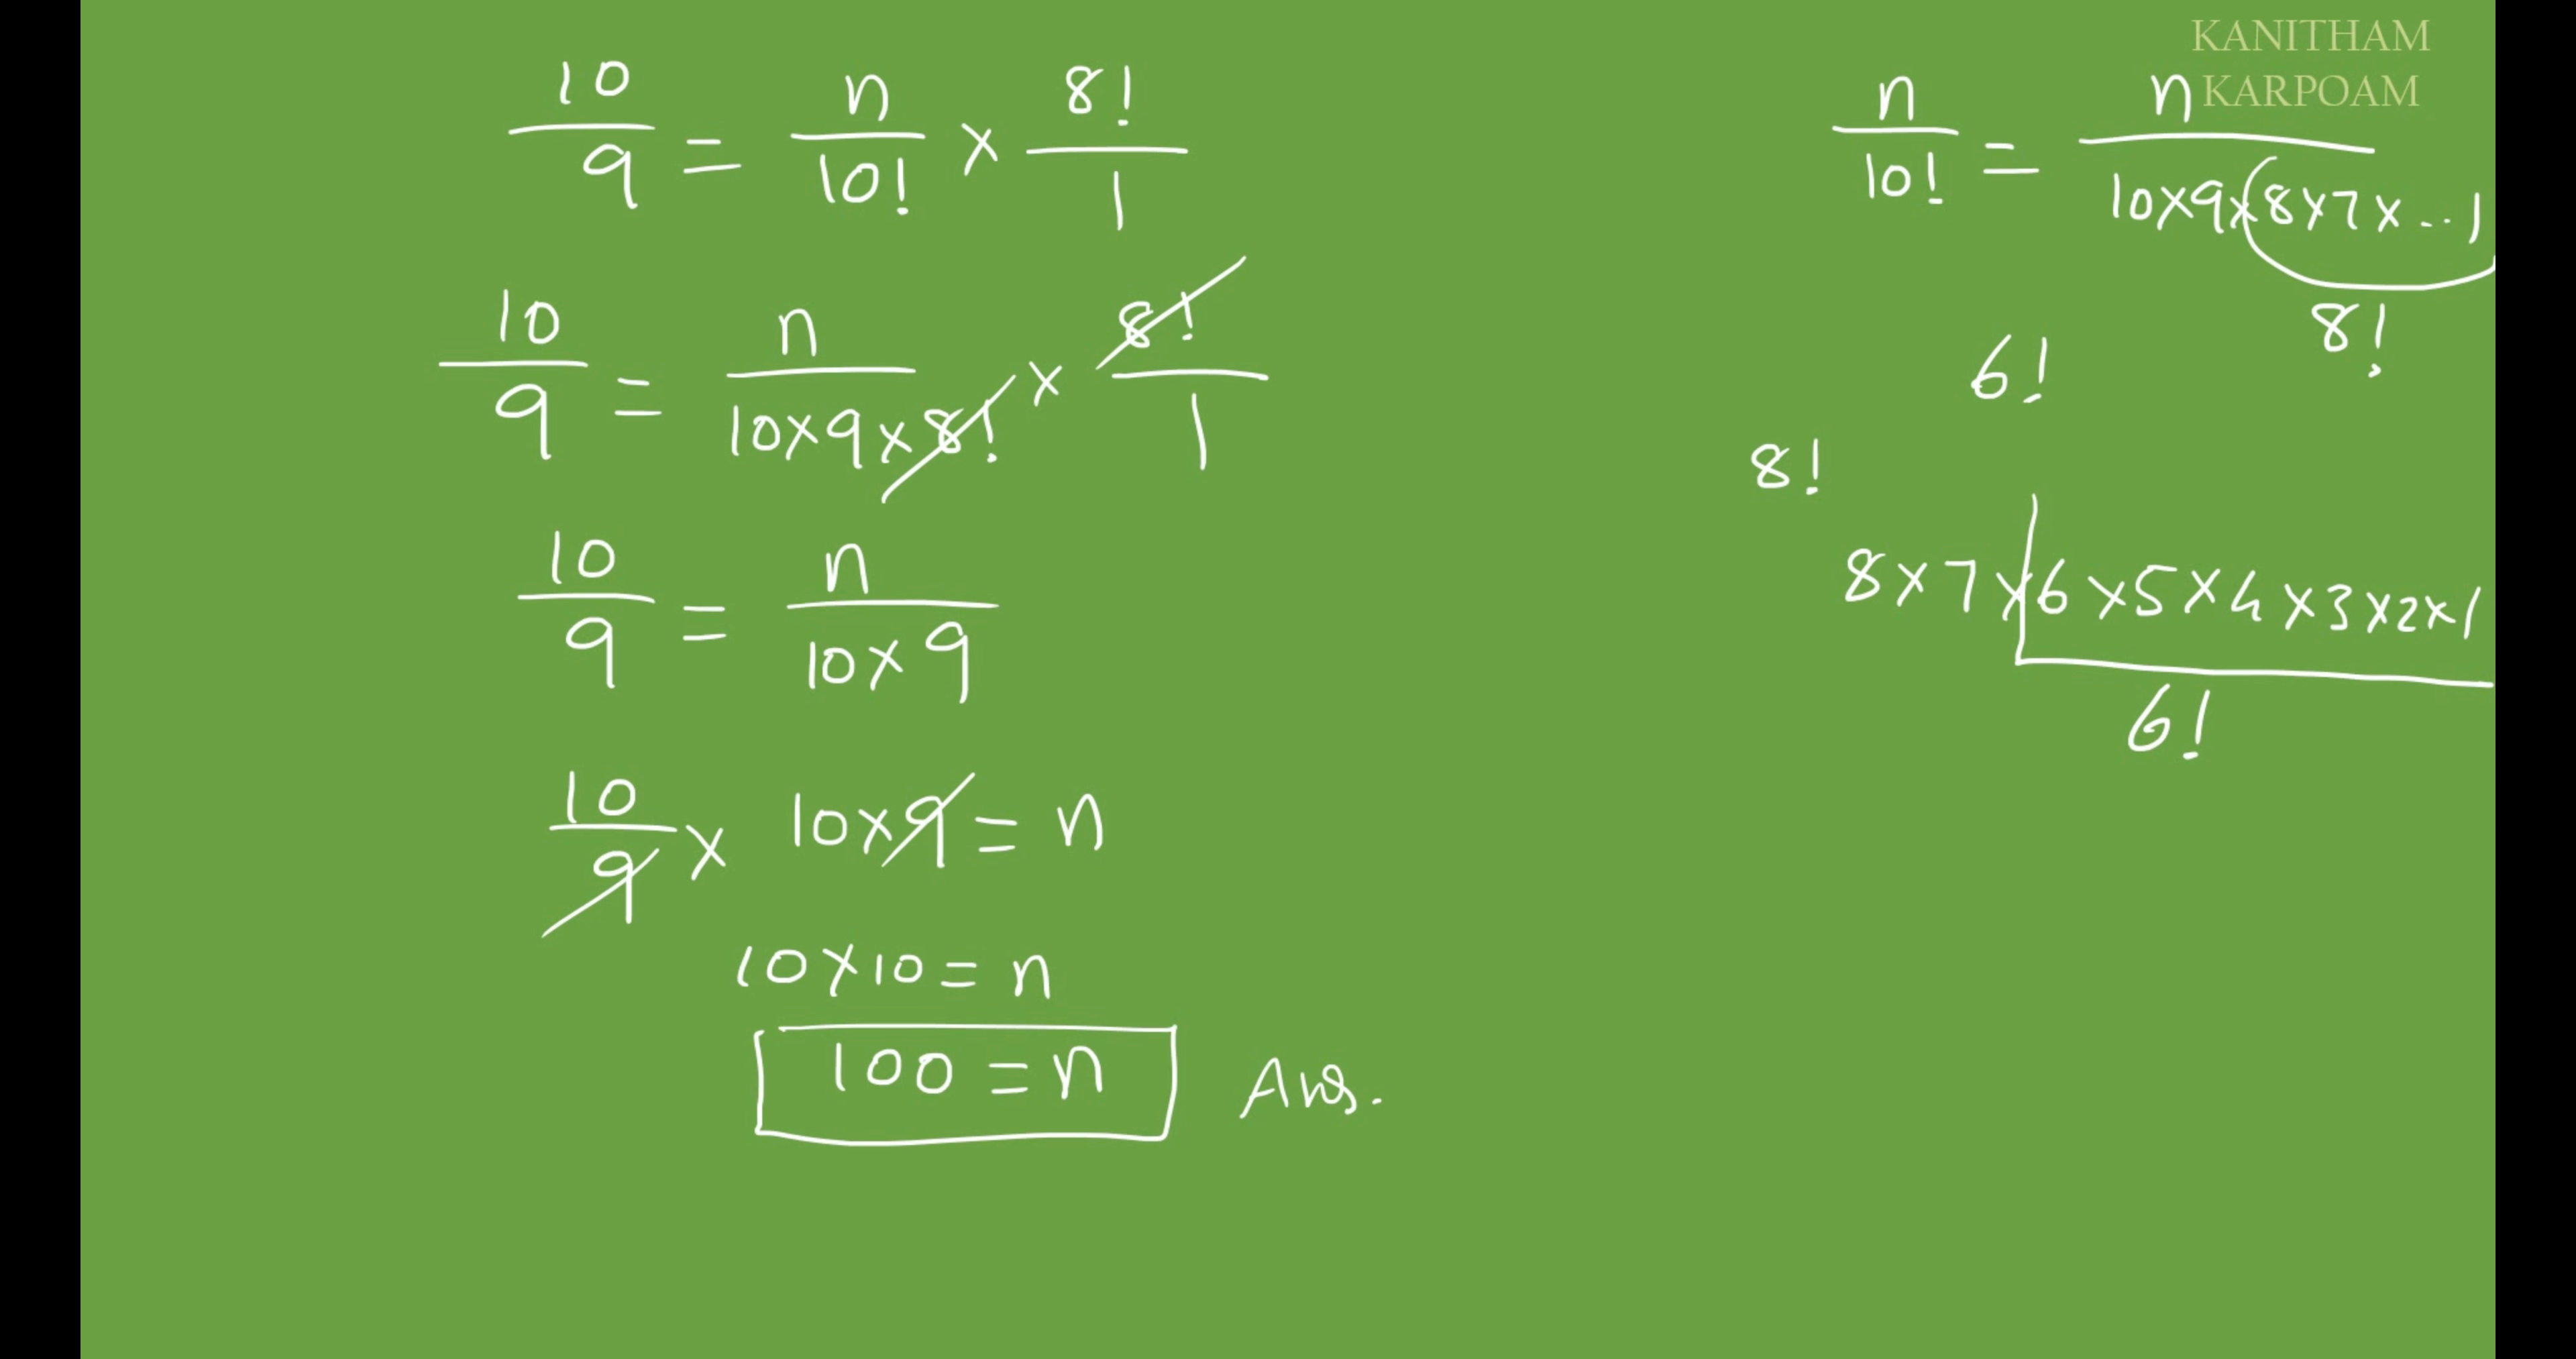 KANITHAM
KARPOAM
10/9 = n/10! × 8!/1
10/9 = n/(10×9×8!) × 8!/1
10/9 = n/(10×9)
10/9 × 10×9 = n
10×10 = n
100 = n Ans.
n/10! = n/(10×9×8×7×...1)
8!
6!
8!
8×7×6×5×4×3×2×1
6!